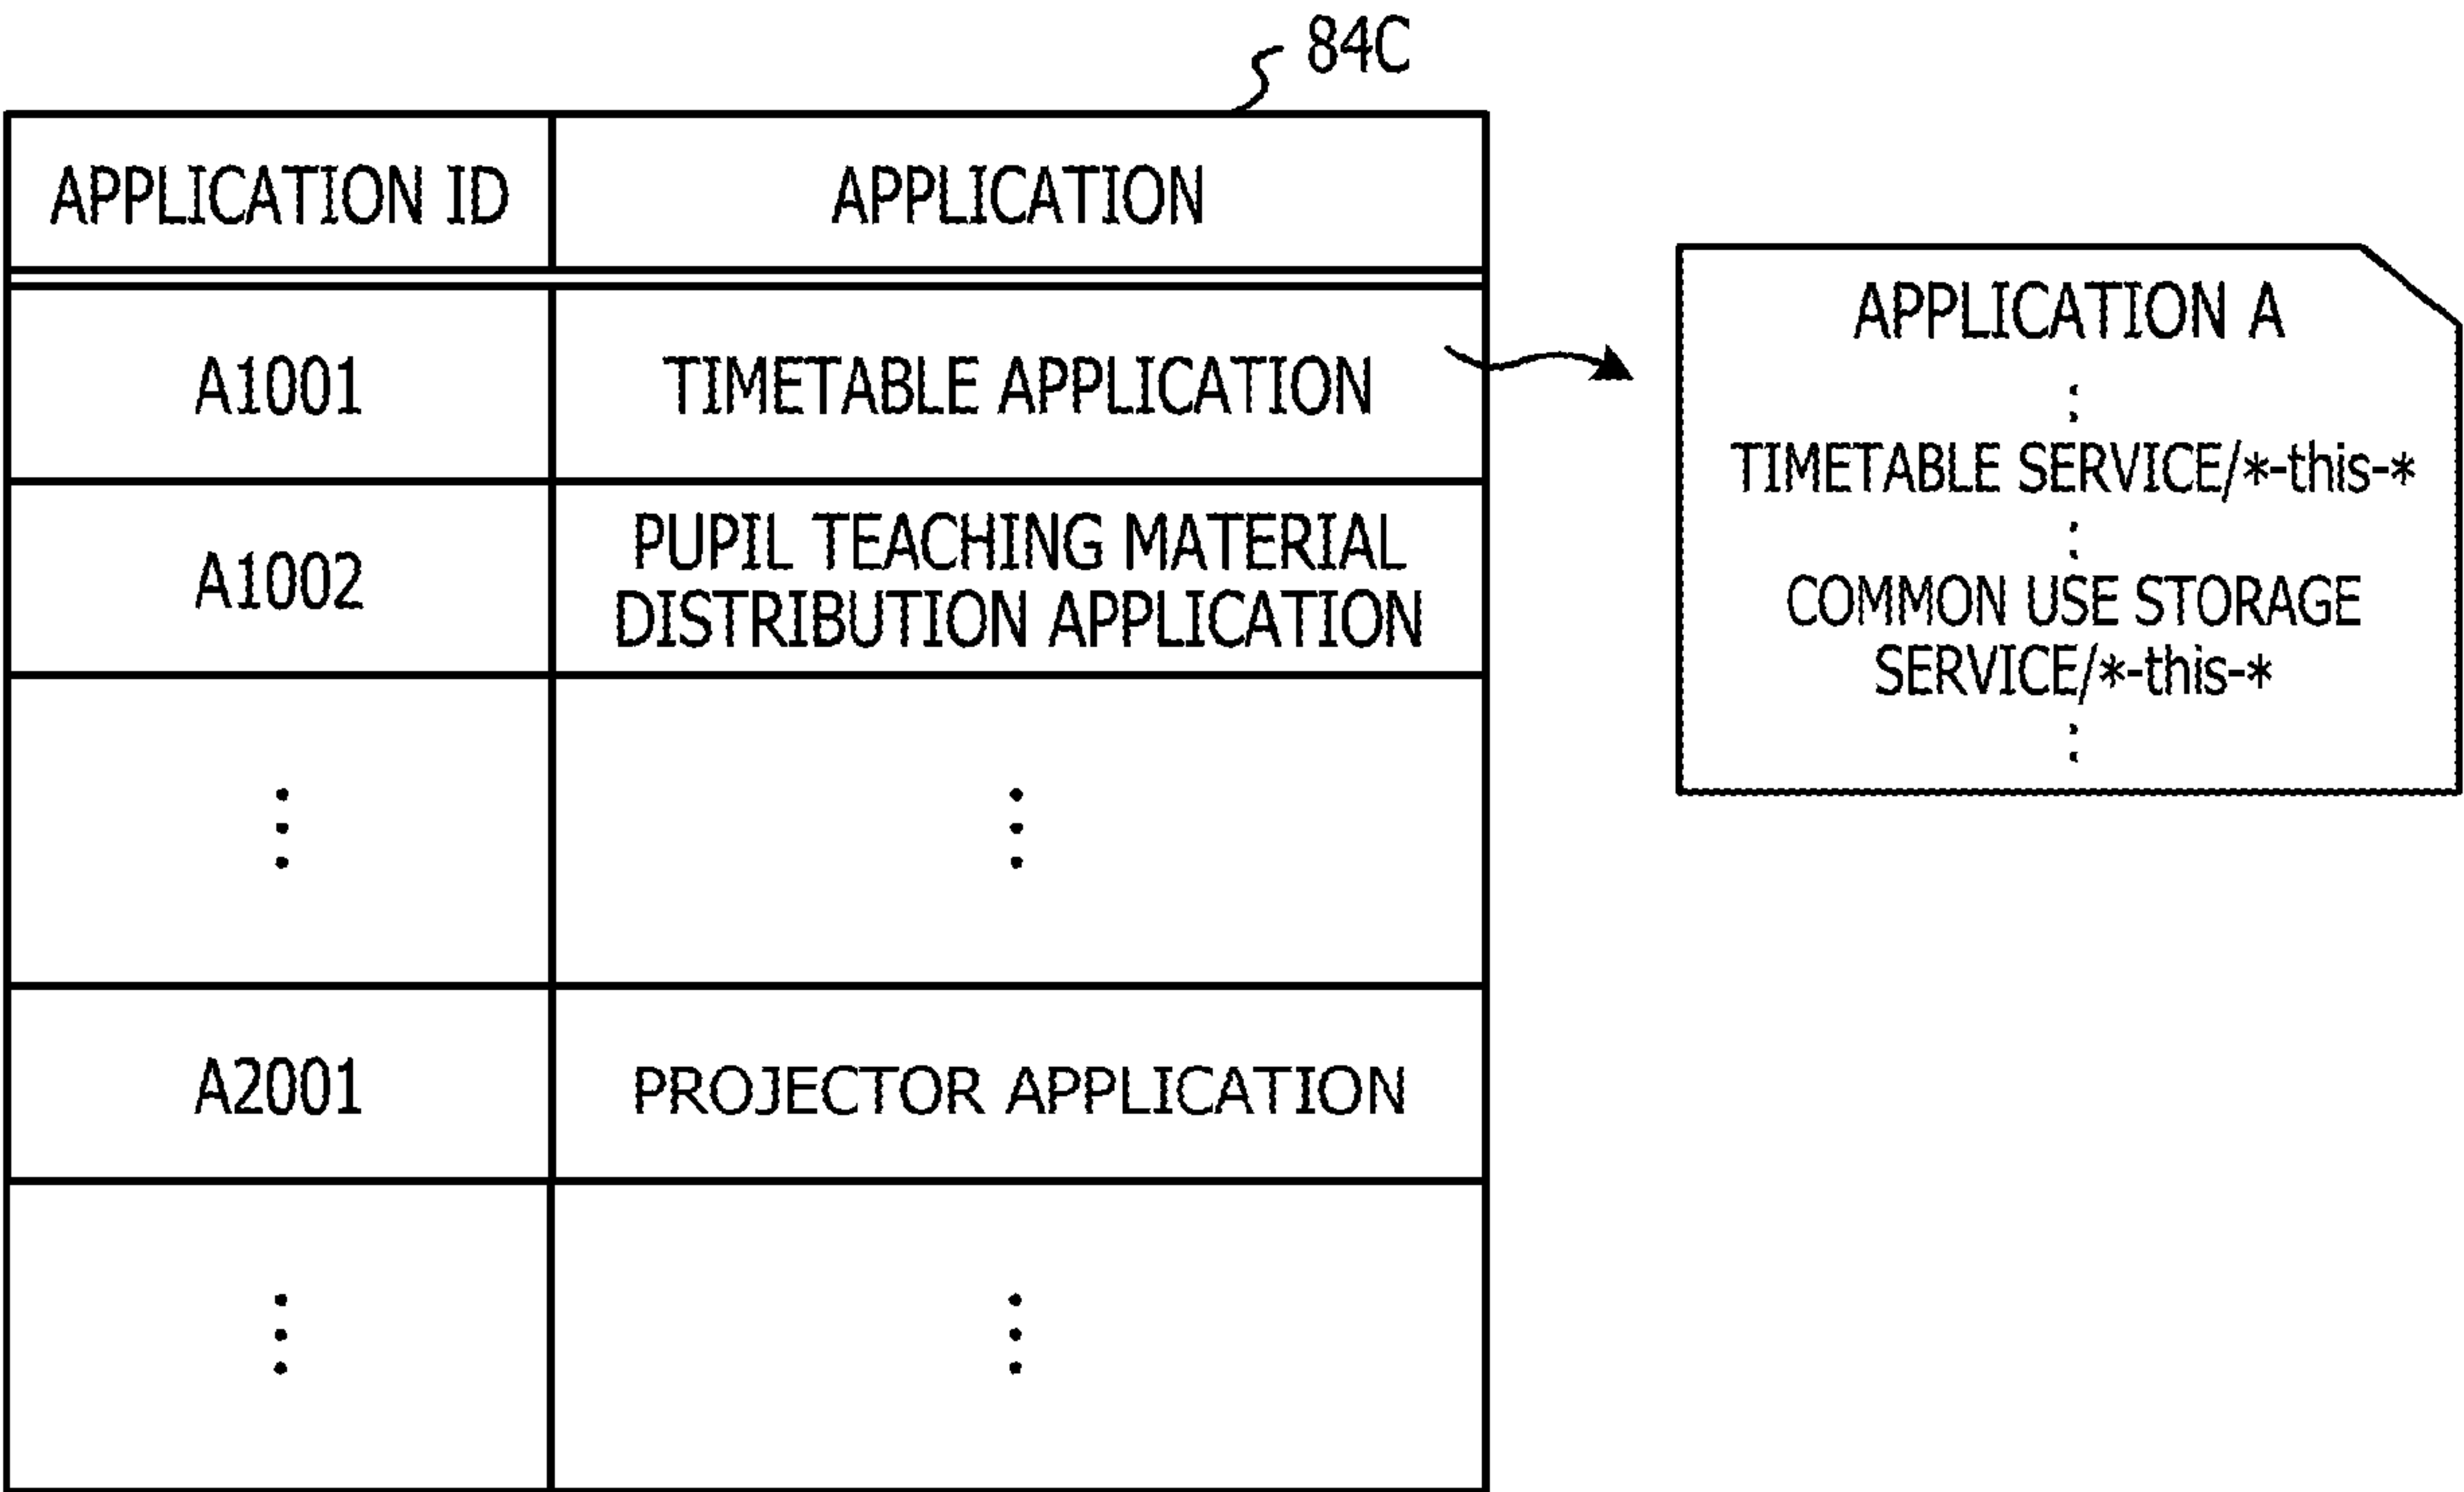 84C
APPLICATION ID APPLICATION
A1001 TIMETABLE APPLICATION
A1002 PUPIL TEACHING MATERIAL
DISTRIBUTION APPLICATION
⋮ ⋮
A2001 PROJECTOR APPLICATION
⋮ ⋮
APPLICATION A
:
TIMETABLE SERVICE/*-this-*
:
COMMON USE STORAGE
SERVICE/*-this-*
: